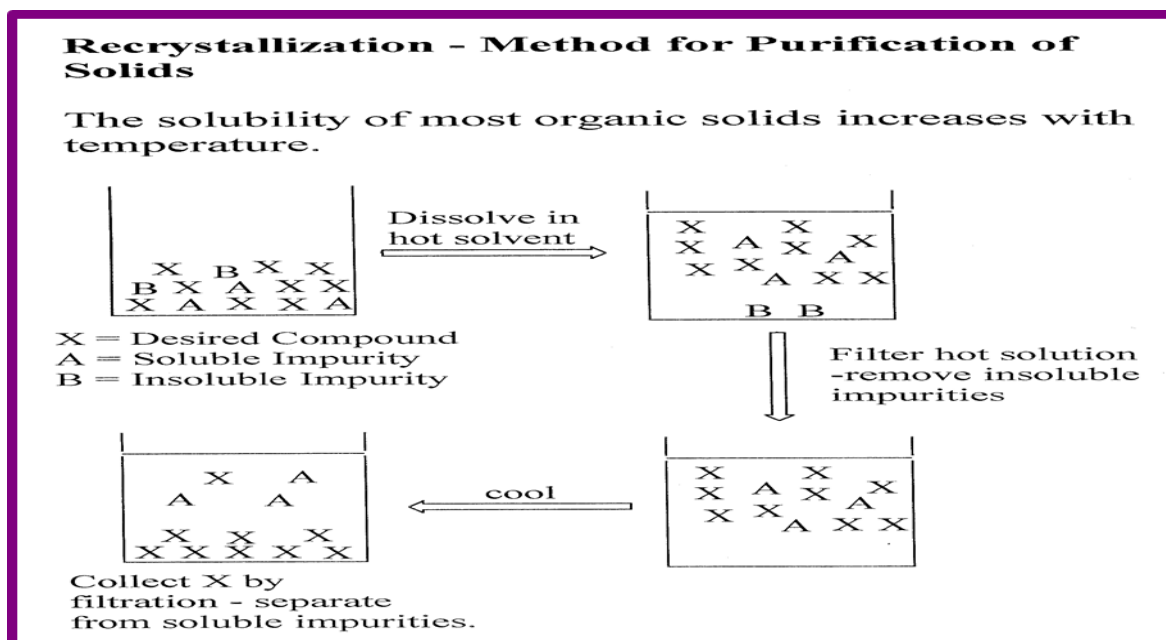 Recrystallization - Method for Purification of
Solids
The solubility of most organic solids increases with
temperature.
Dissolve in
hot solvent
X B X X
B X A X X
X A X X A
X X
X A X X
X X A
A X X
B B
X = Desired Compound
A = Soluble Impurity
B = Insoluble Impurity
Filter hot solution
-remove insoluble
impurities
X X
X A X X
X X A
A X X
cool
X A
A A
X X X
X X X X X
Collect X by
filtration - separate
from soluble impurities.